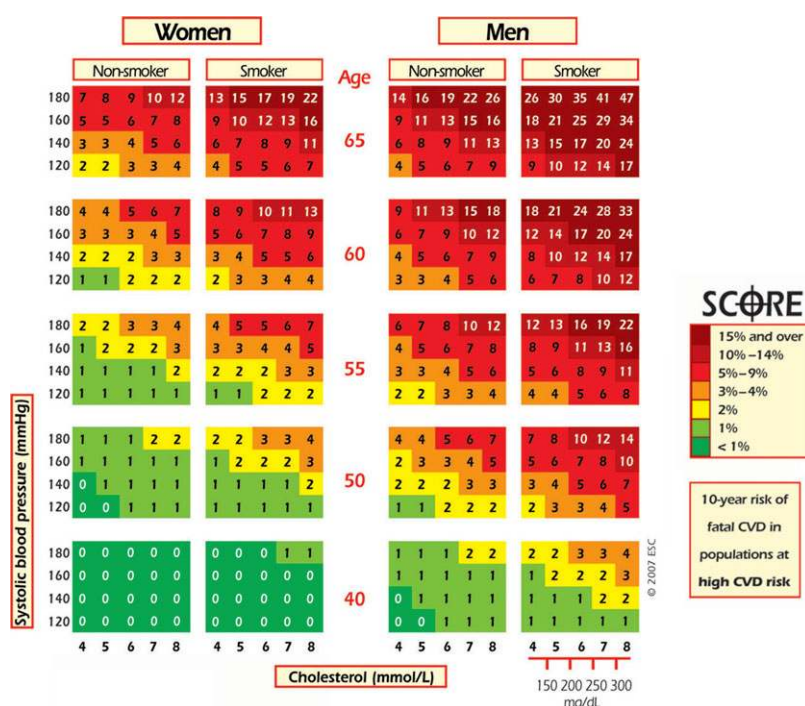 Women Men
Non-smoker Smoker Age Non-smoker Smoker
180 7 8 9 10 12 13 15 17 19 22 14 16 19 22 26 26 30 35 41 47
160 5 5 6 7 8 9 10 12 13 16 9 11 13 15 16 18 21 25 29 34
140 3 3 4 5 6 6 7 8 9 11 65 6 8 9 11 13 13 15 17 20 24
120 2 2 3 3 4 4 5 5 6 7 4 5 6 7 9 9 10 12 14 17
180 4 4 5 6 7 8 9 10 11 13 9 11 13 15 18 18 21 24 28 33
160 3 3 3 4 5 5 6 7 8 9 6 7 9 10 12 12 14 17 20 24
140 2 2 2 3 3 3 4 5 5 6 60 4 5 6 7 9 8 10 12 14 17
120 1 1 2 2 2 2 3 3 4 4 3 3 4 5 6 6 7 8 10 12
180 2 2 3 3 4 4 5 5 6 7 6 7 8 10 12 12 13 16 19 22
160 1 2 2 2 3 3 3 4 4 5 4 5 6 7 8 8 9 11 13 16
140 1 1 1 1 2 2 2 2 3 3 55 3 3 4 5 6 5 6 8 9 11
120 1 1 1 1 1 1 1 2 2 2 2 2 3 3 4 4 4 5 6 8
180 1 1 1 2 2 2 2 3 3 4 4 4 5 6 7 7 8 10 12 14
160 1 1 1 1 1 1 2 2 2 3 2 3 3 4 5 5 6 7 8 10
140 0 1 1 1 1 1 1 1 1 2 50 2 2 2 3 3 3 4 5 6 7
120 0 0 1 1 1 1 1 1 1 1 1 1 2 2 2 2 3 3 4 5
180 0 0 0 0 0 0 0 0 1 1 1 1 1 2 2 2 2 3 3 4
160 0 0 0 0 0 0 0 0 0 0 1 1 1 1 1 1 2 2 2 3
140 0 0 0 0 0 0 0 0 0 0 40 0 1 1 1 1 1 1 1 2 2
120 0 0 0 0 0 0 0 0 0 0 0 0 1 1 1 1 1 1 1 1
4 5 6 7 8 4 5 6 7 8 4 5 6 7 8
Systolic blood pressure (mmHg)
Cholesterol (mmol/L)
150 200 250 300
mg/dL
© 2007 ESC
SCORE
15% and over
10%–14%
5%–9%
3%–4%
2%
1%
< 1%
10-year risk of
fatal CVD in
populations at
high CVD risk